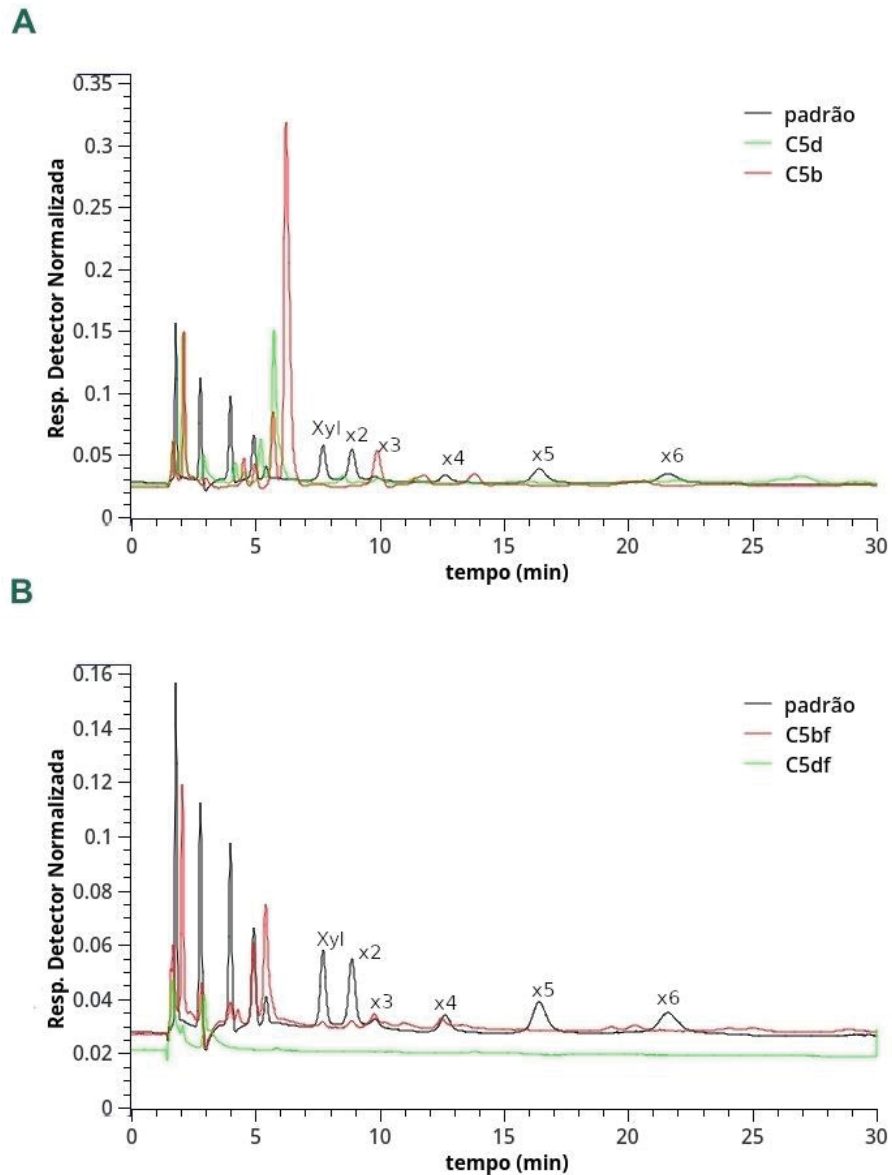 A
Resp. Detector Normalizada
0.35
0.3
0.25
0.2
0.15
0.1
0.05
0
padrão
C5d
C5b
Xyl
x2
x3
x4
x5
x6
0 5 10 15 20 25 30
tempo (min)
B
Resp. Detector Normalizada
0.16
0.14
0.12
0.1
0.08
0.06
0.04
0.02
0
padrão
C5bf
C5df
Xyl
x2
x3
x4
x5
x6
0 5 10 15 20 25 30
tempo (min)